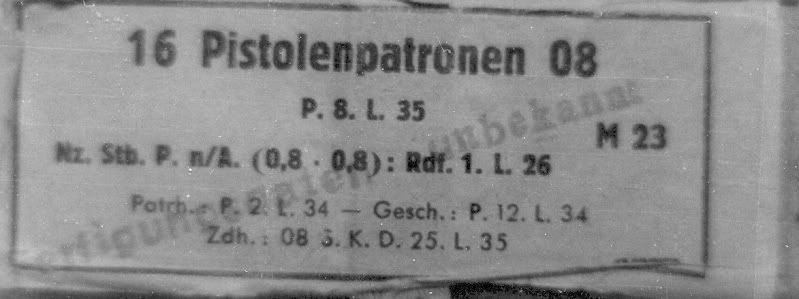 16 Pistolenpatronen 08
P. 8. L. 35
M 23
Nz. Stb. P. n/A. (0,8 · 0,8): Rdf. 1. L. 26
Patrh.: P. 2. L. 34 — Gesch.: P. 12. L. 34
Zdh.: 08 S. K. D. 25. L. 35
unbekannt